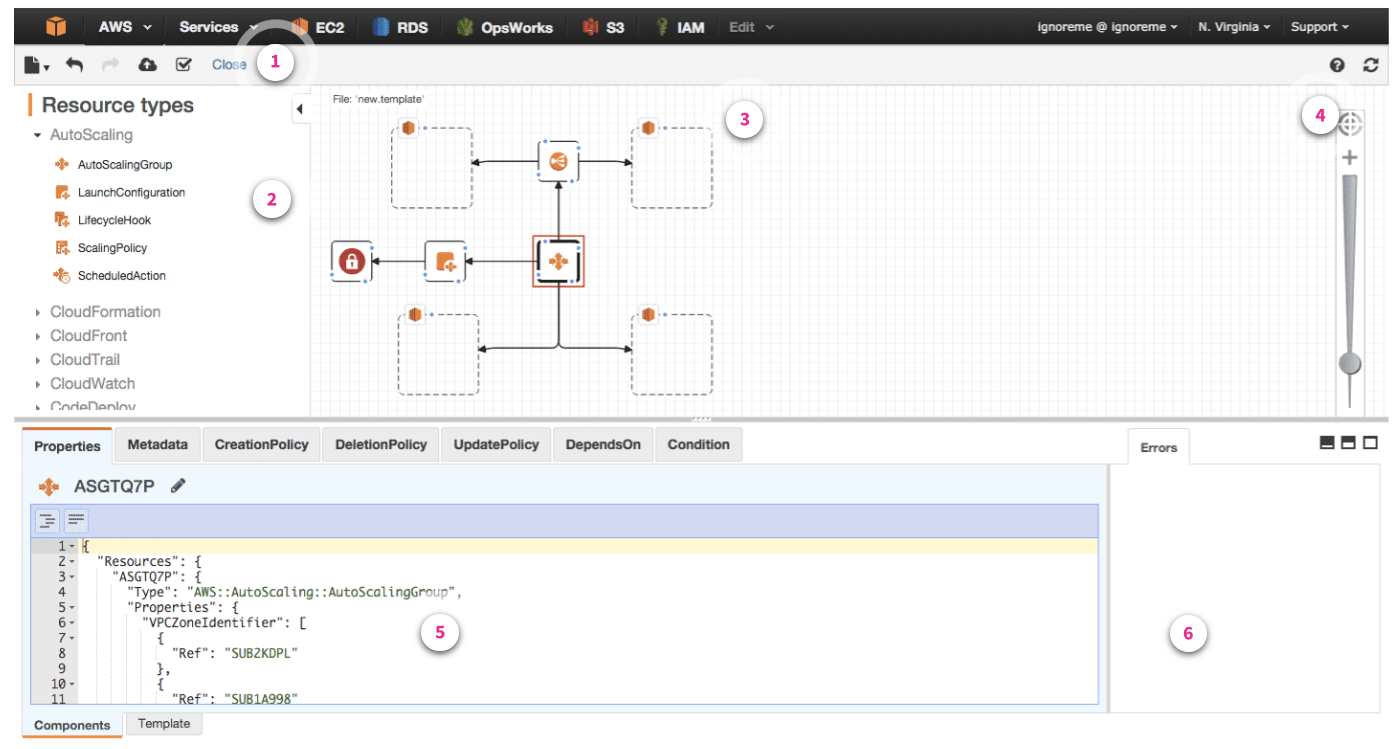 AWS Services EC2 RDS OpsWorks S3 IAM Edit ignoreme @ ignoreme N. Virginia Support
Close 1
Resource types
AutoScaling
AutoScalingGroup
LaunchConfiguration
LifecycleHook
ScalingPolicy
ScheduledAction
CloudFormation
CloudFront
CloudTrail
CloudWatch
CodeDeploy
2
File: 'new.template'
3
4
Properties Metadata CreationPolicy DeletionPolicy UpdatePolicy DependsOn Condition
Errors
ASGTQ7P
1 {
2 "Resources": {
3 "ASGTQ7P": {
4 "Type": "AWS::AutoScaling::AutoScalingGroup",
5 "Properties": {
6 "VPCZoneIdentifier": [
7 {
8 "Ref": "SUB2KDPL"
9 },
10 {
11 "Ref": "SUB1A998"
5
6
Components Template